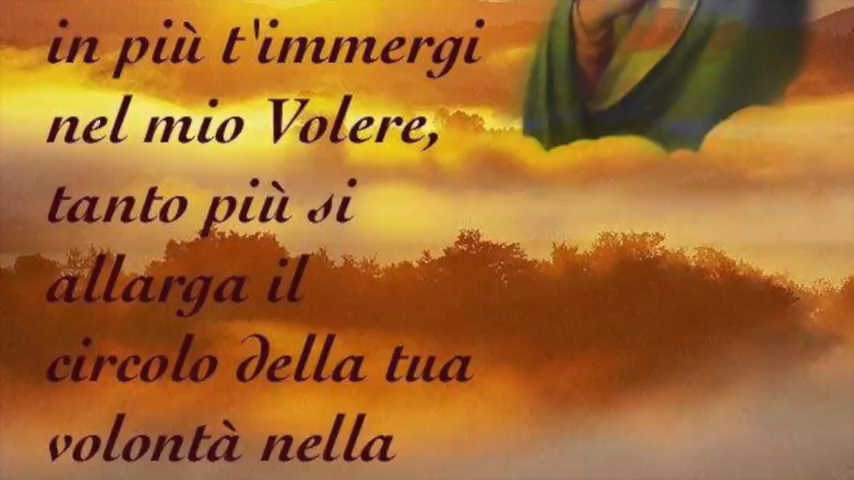 in più t'immergi
nel mio Volere,
tanto più si
allarga il
circolo della tua
volontà nella